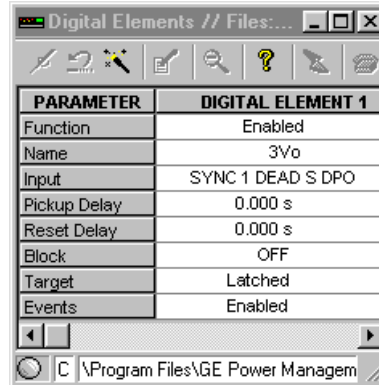 Digital Elements // Files:...
PARAMETER DIGITAL ELEMENT 1
Function Enabled
Name 3Vo
Input SYNC 1 DEAD S DPO
Pickup Delay 0.000 s
Reset Delay 0.000 s
Block OFF
Target Latched
Events Enabled
C \Program Files\GE Power Managem